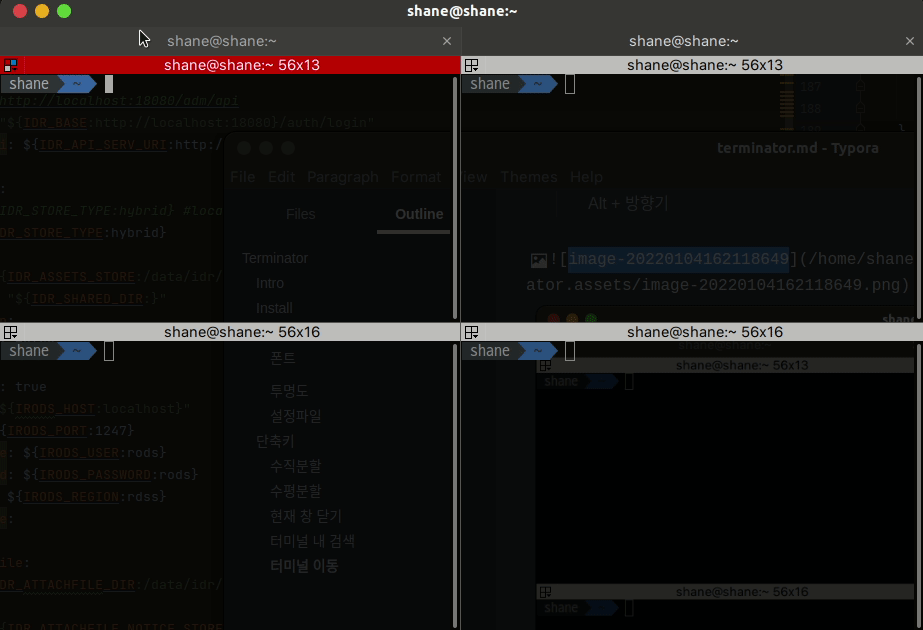 shane@shane:~
shane@shane:~ ×
shane@shane:~ ×
shane@shane:~ 56x13
shane@shane:~ 56x13
shane ~
shane ~
http://localhost:18080/adm/api
"${IDR_BASE:http://localhost:18080}/auth/login"
: ${IDR_API_SERV_URI:http:/
:
IDR_STORE_TYPE:hybrid} #loca
DR_STORE_TYPE:hybrid}
{IDR_ASSETS_STORE:/data/idr/
"${IDR_SHARED_DIR:}"
187
188
}
terminator.md - Typora
File Edit Paragraph Format
iew Themes Help
Files Outline
Terminator
Intro
Install
Alt + 방향기
![image-20220104162118649](/home/shane
ator.assets/image-20220104162118649.png)
shane
shane@shane:~ 56x16
shane@shane:~ 56x16
shane ~
shane ~
: true
${IRODS_HOST:localhost}"
{IRODS_PORT:1247}
: ${IRODS_USER:rods}
: ${IRODS_PASSWORD:rods}
${IRODS_REGION:rdss}
:
ile:
DR_ATTACHFILE_DIR:/data/idr/
{IDR_ATTACHFILE_NOTICE_STORE
폰트
투명도
설정파일
단축키
수직분할
수평분할
현재 창 닫기
터미널 내 검색
터미널 이동
shane@shane:~ 56x13
shane
shane@shane:~ 56x16
shane